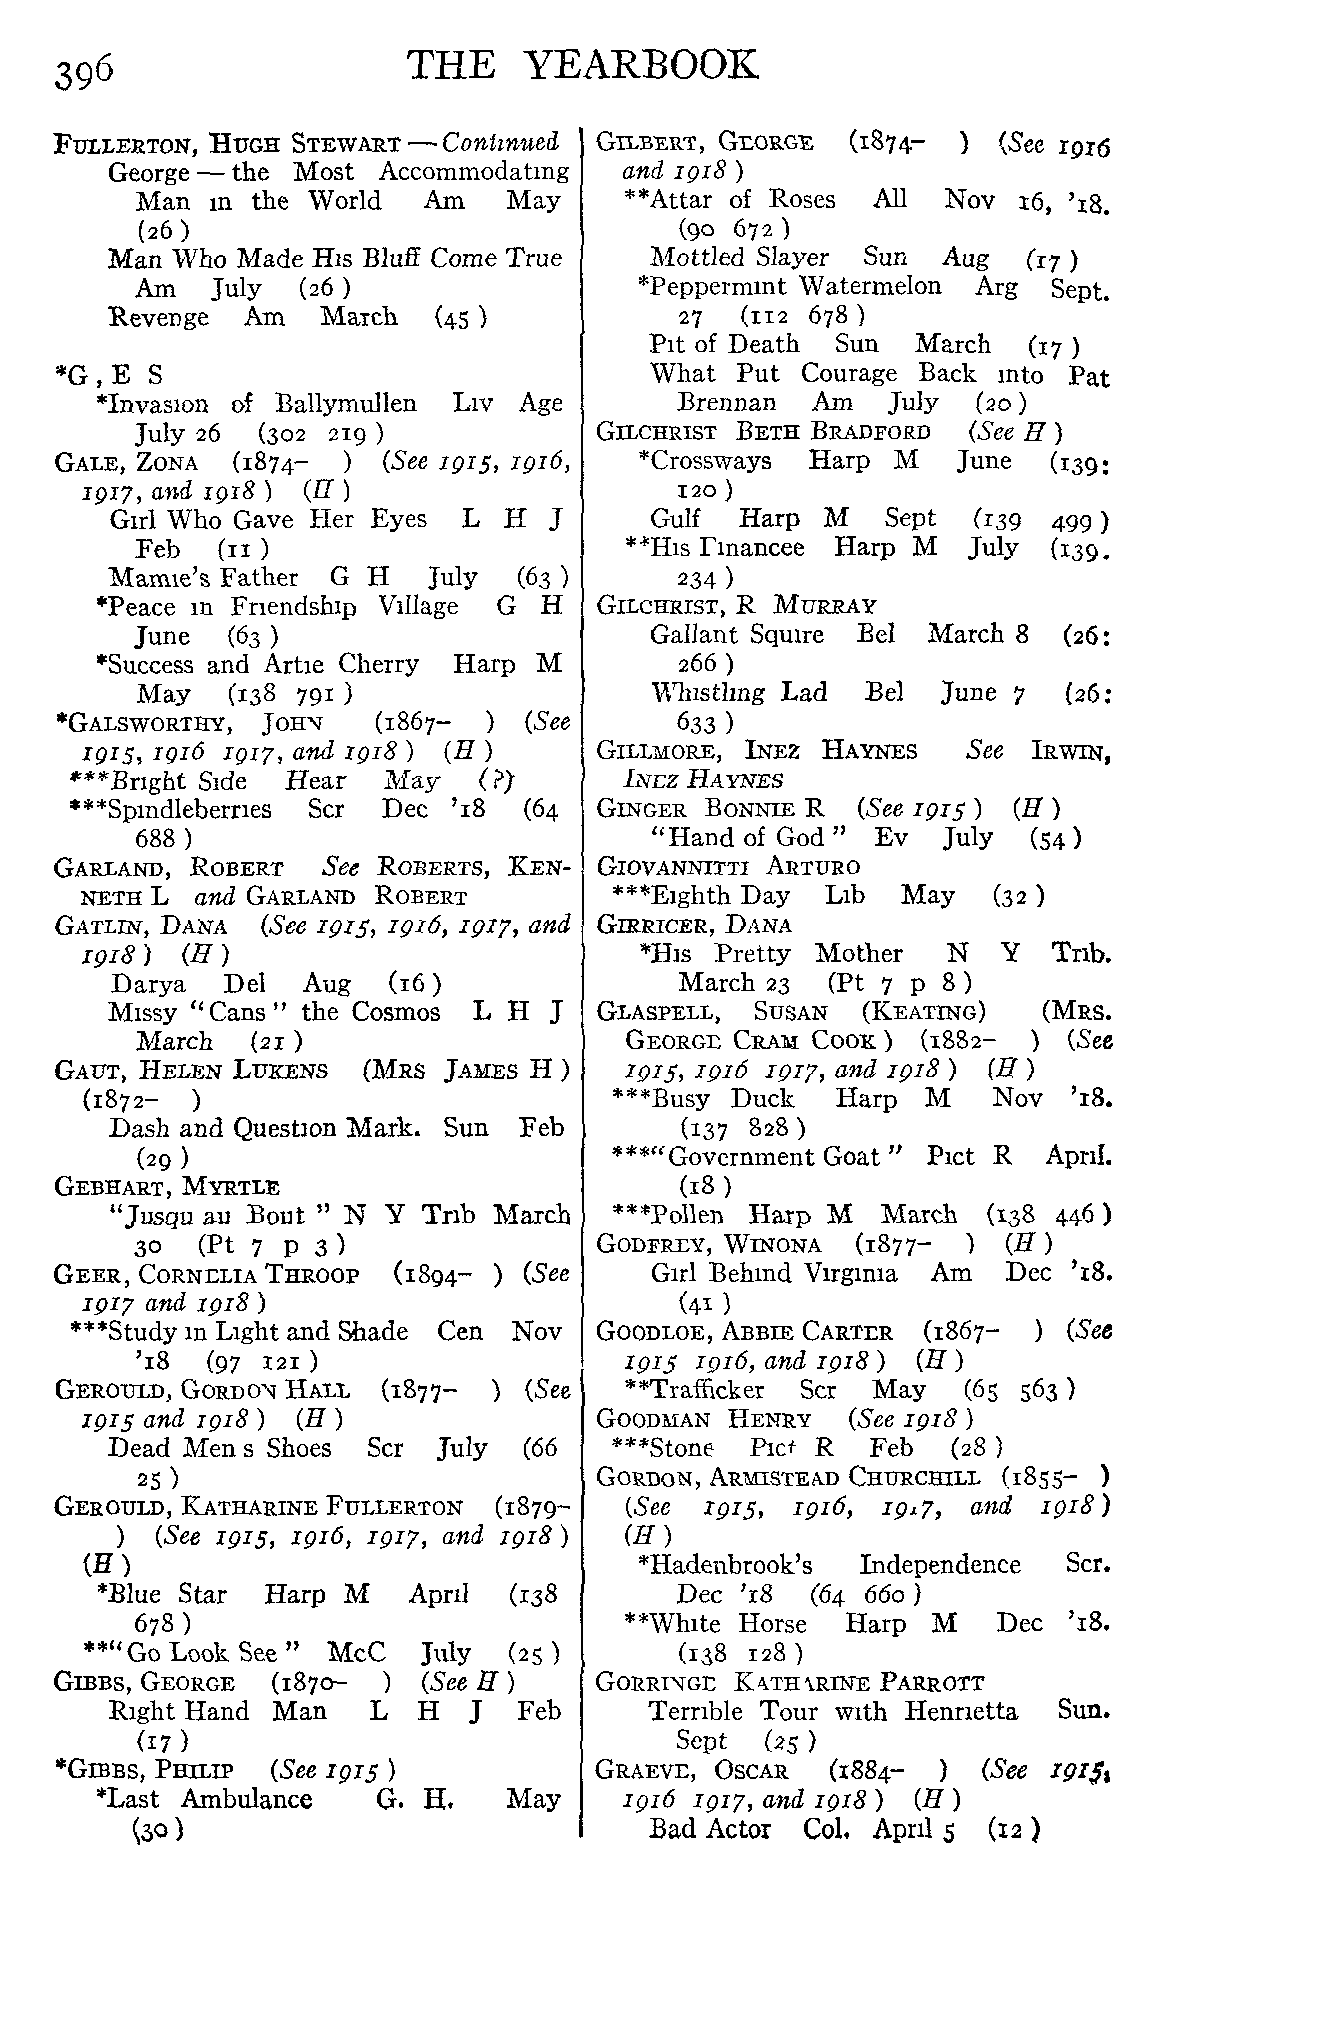 396 THE YEARBOOK
FULLERTON, HUGH STEWART — Continued
George — the Most Accommodating
Man in the World Am May
(26)
Man Who Made His Bluff Come True
Am July (26)
Revenge Am March (45)
*G, E S
*Invasion of Ballymullen Liv Age
July 26 (302 219)
GALE, ZONA (1874- ) (See 1915, 1916,
1917, and 1918) (H)
Girl Who Gave Her Eyes L H J
Feb (11)
Mamie's Father G H July (63)
*Peace in Friendship Village G H
June (63)
*Success and Artie Cherry Harp M
May (138 791)
*GALSWORTHY, JOHN (1867- ) (See
1915, 1916 1917, and 1918) (H)
***Bright Side Hear May (?)
***Spindleberries Scr Dec '18 (64
688)
GARLAND, ROBERT See ROBERTS, KEN-
NETH L and GARLAND ROBERT
GATLIN, DANA (See 1915, 1916, 1917, and
1918) (H)
Darya Del Aug (16)
Missy "Cans" the Cosmos L H J
March (21)
GAUT, HELEN LUKENS (MRS JAMES H)
(1872- )
Dash and Question Mark. Sun Feb
(29)
GEBHART, MYRTLE
"Jusqu au Bout" N Y Trib March
30 (Pt 7 p 3)
GEER, CORNELIA THROOP (1894- ) (See
1917 and 1918)
***Study in Light and Shade Cen Nov
'18 (97 121)
GEROULD, GORDON HALL (1877- ) (See
1915 and 1918) (H)
Dead Men s Shoes Scr July (66
25)
GEROULD, KATHARINE FULLERTON (1879-
) (See 1915, 1916, 1917, and 1918)
(H)
*Blue Star Harp M April (138
678)
**"Go Look See" McC July (25)
GIBBS, GEORGE (1870- ) (See H)
Right Hand Man L H J Feb
(17)
*GIBBS, PHILIP (See 1915)
*Last Ambulance G. H. May
(30)
GILBERT, GEORGE (1874- ) (See 1916
and 1918)
**Attar of Roses All Nov 16, '18.
(90 672)
Mottled Slayer Sun Aug (17)
*Peppermint Watermelon Arg Sept.
27 (112 678)
Pit of Death Sun March (17)
What Put Courage Back into Pat
Brennan Am July (20)
GILCHRIST BETH BRADFORD (See H)
*Crossways Harp M June (139:
120)
Gulf Harp M Sept (139 499)
**His Financee Harp M July (139.
234)
GILCHRIST, R MURRAY
Gallant Squire Bel March 8 (26:
266)
Whistling Lad Bel June 7 (26:
633)
GILLMORE, INEZ HAYNES See IRWIN,
INEZ HAYNES
GINGER BONNIE R (See 1915) (H)
"Hand of God" Ev July (54)
GIOVANNITTI ARTURO
***Eighth Day Lib May (32)
GIRRICER, DANA
*His Pretty Mother N Y Trib.
March 23 (Pt 7 p 8)
GLASPELL, SUSAN (KEATING) (MRS.
GEORGE CRAM COOK) (1882- ) (See
1915, 1916 1917, and 1918) (H)
***Busy Duck Harp M Nov '18.
(137 828)
***"Government Goat" Pict R April.
(18)
***Pollen Harp M March (138 446)
GODFREY, WINONA (1877- ) (H)
Girl Behind Virginia Am Dec '18.
(41)
GOODLOE, ABBIE CARTER (1867- ) (See
1915 1916, and 1918) (H)
**Trafficker Scr May (65 563)
GOODMAN HENRY (See 1918)
***Stone Pict R Feb (28)
GORDON, ARMISTEAD CHURCHILL (1855- )
(See 1915, 1916, 1917, and 1918)
(H)
*Hadenbrook's Independence Scr.
Dec '18 (64 660)
**White Horse Harp M Dec '18.
(138 128)
GORRINGE KATHARINE PARROTT
Terrible Tour with Henrietta Sun.
Sept (25)
GRAEVE, OSCAR (1884- ) (See 1915,
1916 1917, and 1918) (H)
Bad Actor Col. April 5 (12)